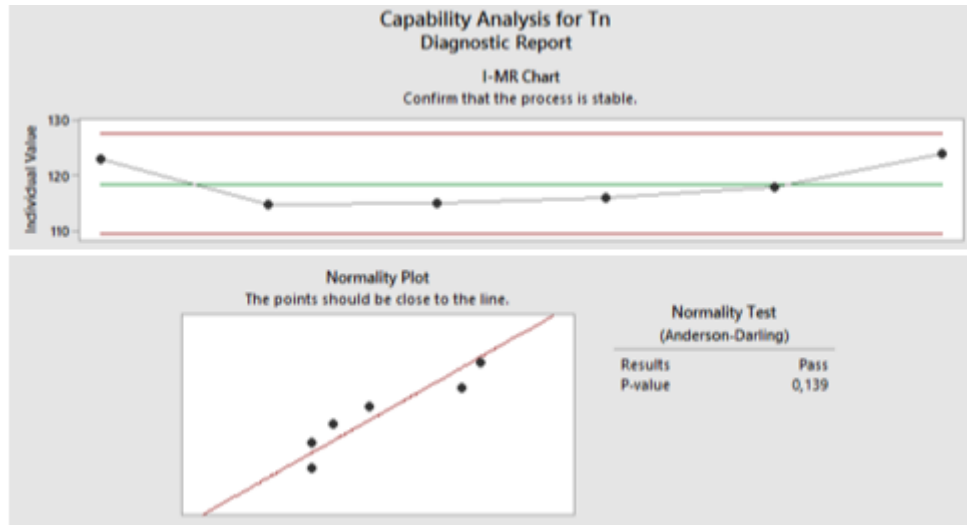 Capability Analysis for Tn
Diagnostic Report
I-MR Chart
Confirm that the process is stable.
Individual Value
130
120
110
Normality Plot
The points should be close to the line.
Normality Test
(Anderson-Darling)
Results Pass
P-value 0,139